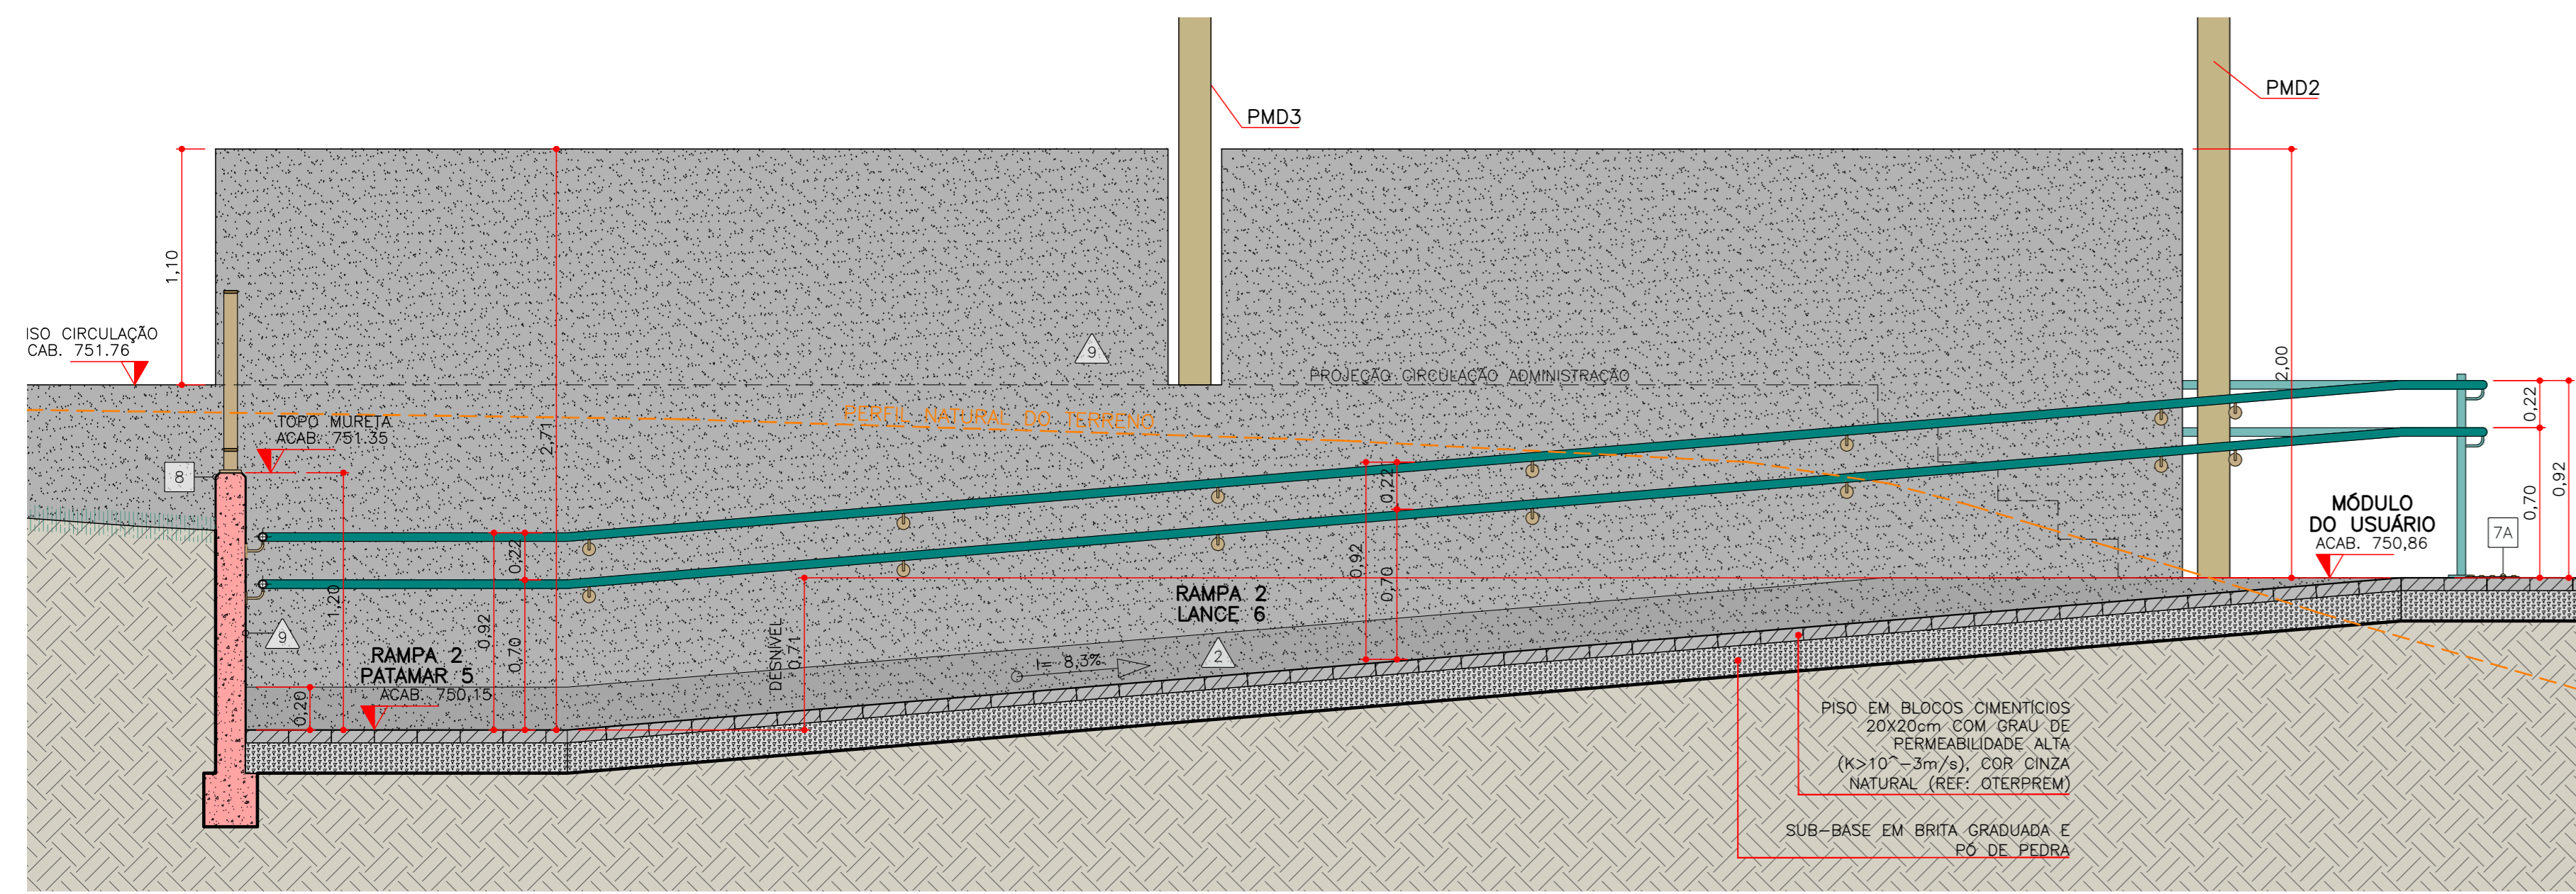 PMD3
PMD2
1,10
ISO CIRCULAÇÃO
CAB. 751.76
TOPO MURETA
ACAB. 751.35
8
2,71
PERFIL NATURAL DO TERRENO
9
PROJEÇÃO CIRCULAÇÃO ADMINISTRAÇÃO
2,00
0,22
0,70
0,92
MÓDULO
DO USUÁRIO
ACAB. 750,86
7A
1,20
0,22
0,92
0,70
0,22
0,92
0,70
9
RAMPA 2
PATAMAR 5
ACAB. 750,15
0,20
DESNÍVEL
0,71
RAMPA 2
LANCE 6
I= 8,3%
2
PISO EM BLOCOS CIMENTÍCIOS
20X20cm COM GRAU DE
PERMEABILIDADE ALTA
(K>10^-3m/s), COR CINZA
NATURAL (REF: OTERPREM)
SUB-BASE EM BRITA GRADUADA E
PÓ DE PEDRA